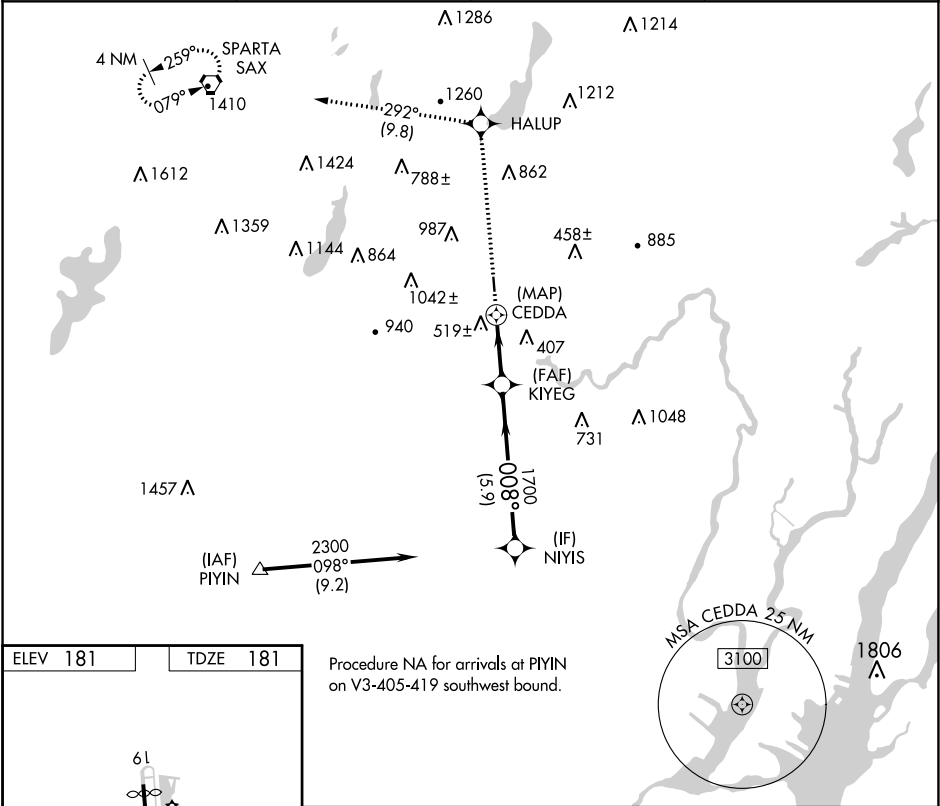 1286
1214
4 NM
259°
SPARTA
SAX
079°
1410
1260
1212
292°
(9.8)
HALUP
1612
1424
788±
862
1359
987
458±
885
1144
864
1042±
(MAP)
CEDDA
940
519±
407
(FAF)
KIYEG
731
1048
1700
008°
(5.9)
1457
(IF)
NIYIS
(IAF)
PIYIN
2300
098°
(9.2)
MSA CEDDA 25 NM
3100
1806
ELEV 181
TDZE 181
Procedure NA for arrivals at PIYIN
on V3-405-419 southwest bound.
19